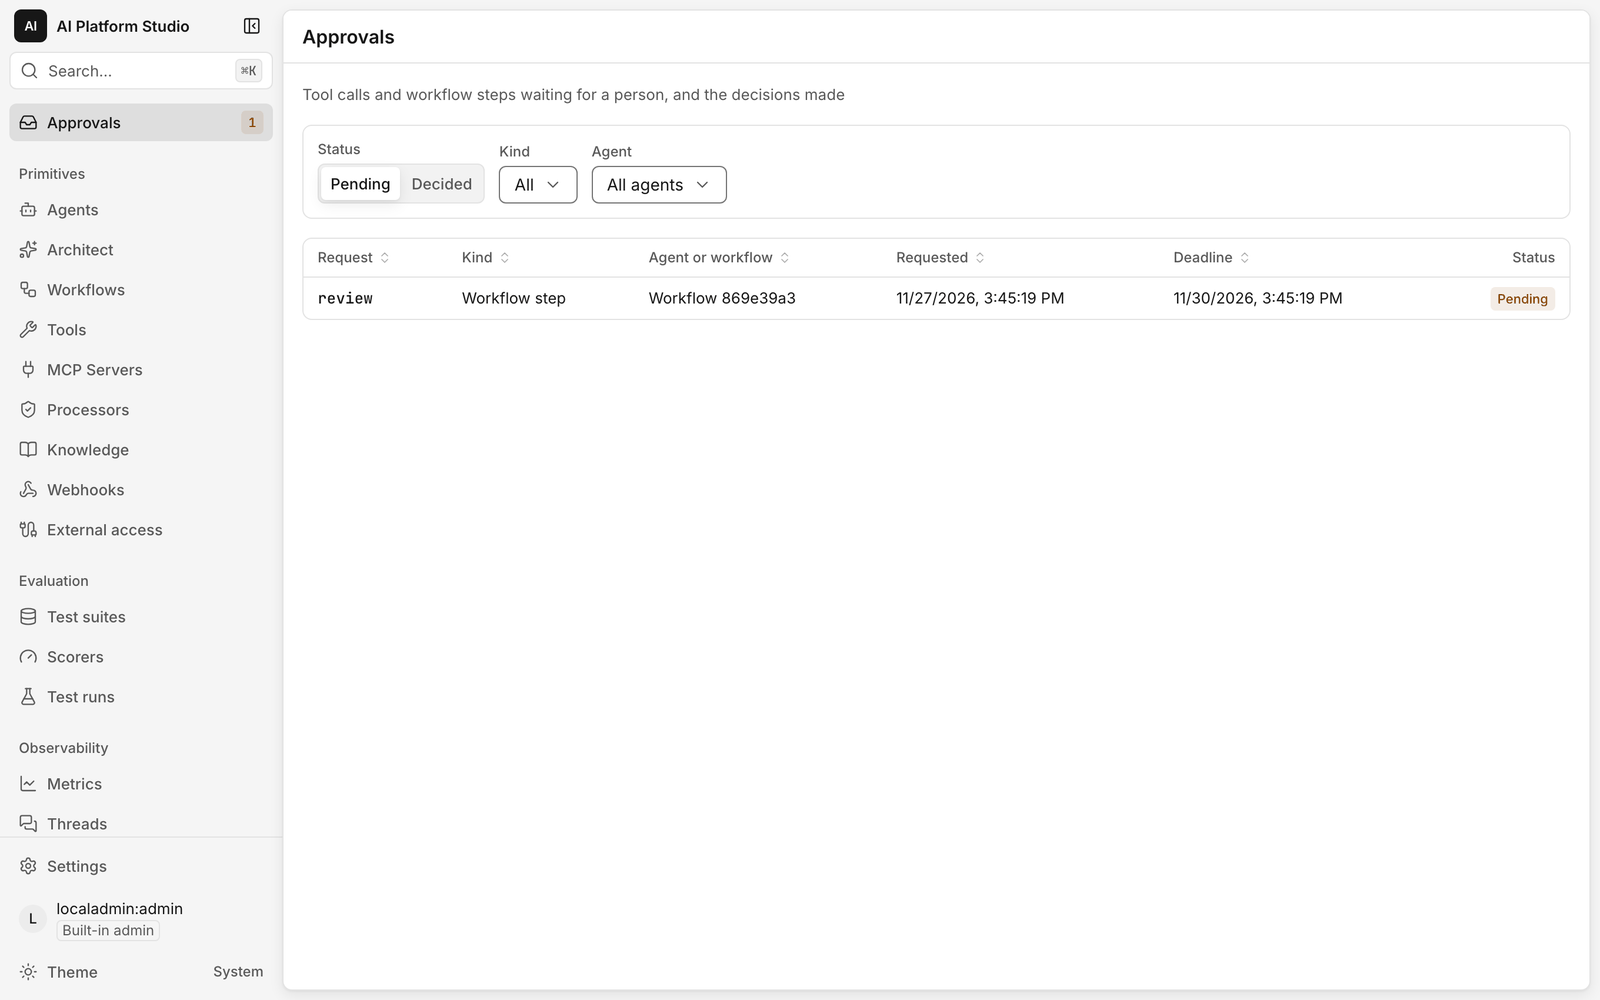 AI AI Platform Studio
Search... ⌘K
Approvals 1
Primitives
Agents
Architect
Workflows
Tools
MCP Servers
Processors
Knowledge
Webhooks
External access
Evaluation
Test suites
Scorers
Test runs
Observability
Metrics
Threads
Settings
L localadmin:admin
Built-in admin
Theme System
Approvals
Tool calls and workflow steps waiting for a person, and the decisions made
Status Kind Agent
Pending Decided All All agents
Request Kind Agent or workflow Requested Deadline Status
review Workflow step Workflow 869e39a3 11/27/2026, 3:45:19 PM 11/30/2026, 3:45:19 PM Pending